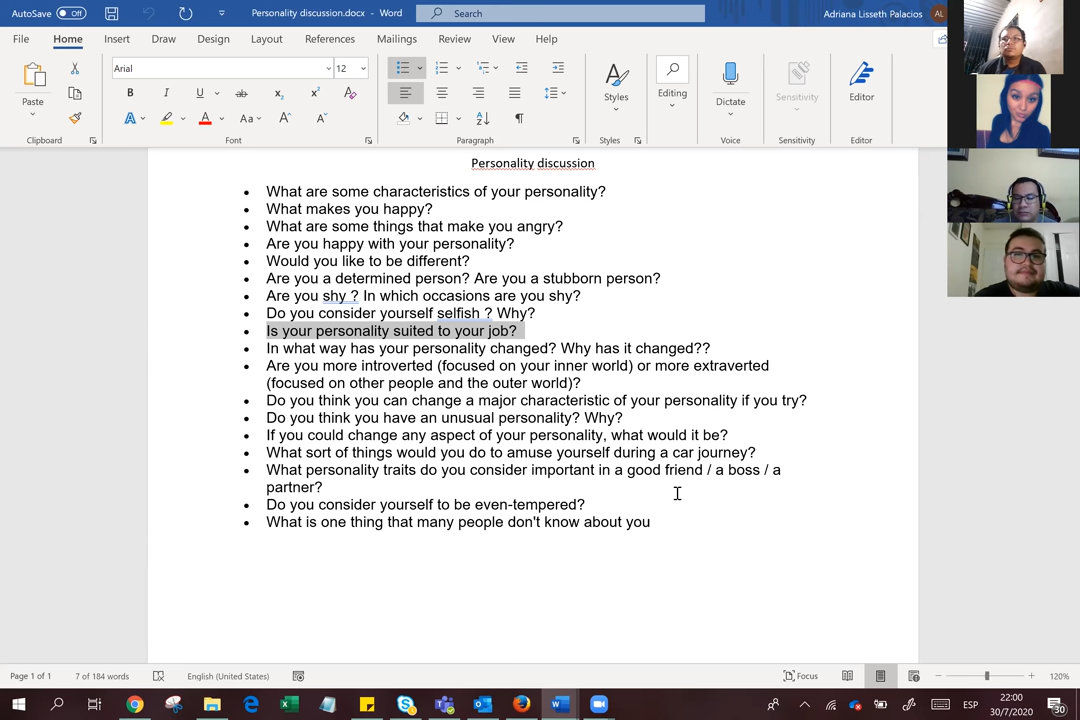 AutoSave Off Personality discussion.docx - Word Search Adriana Lisseth Palacios AL
File Home Insert Draw Design Layout References Mailings Review View Help
Arial 12
Paste Styles Editing Dictate Sensitivity Editor
Clipboard Font Paragraph Styles Voice Sensitivity Editor
Personality discussion
• What are some characteristics of your personality?
• What makes you happy?
• What are some things that make you angry?
• Are you happy with your personality?
• Would you like to be different?
• Are you a determined person? Are you a stubborn person?
• Are you shy ? In which occasions are you shy?
• Do you consider yourself selfish ? Why?
• Is your personality suited to your job?
• In what way has your personality changed? Why has it changed??
• Are you more introverted (focused on your inner world) or more extraverted
(focused on other people and the outer world)?
• Do you think you can change a major characteristic of your personality if you try?
• Do you think you have an unusual personality? Why?
• If you could change any aspect of your personality, what would it be?
• What sort of things would you do to amuse yourself during a car journey?
• What personality traits do you consider important in a good friend / a boss / a
partner?
• Do you consider yourself to be even-tempered?
• What is one thing that many people don't know about you
Page 1 of 1 7 of 184 words English (United States) Focus 120%
ESP 22:00
30/7/2020 30